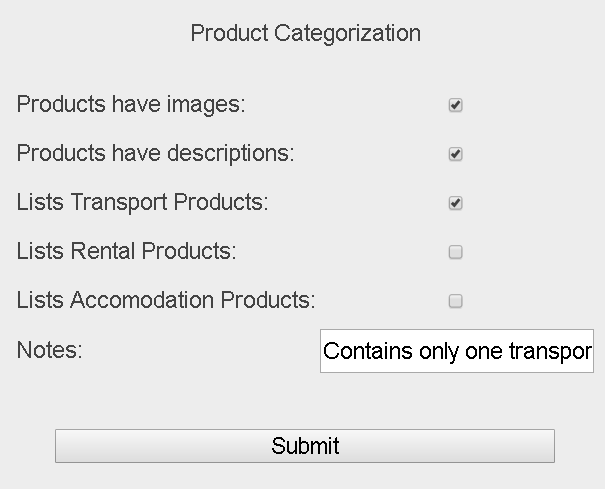 Product Categorization
Products have images:
Products have descriptions:
Lists Transport Products:
Lists Rental Products:
Lists Accomodation Products:
Notes: Contains only one transpor
Submit